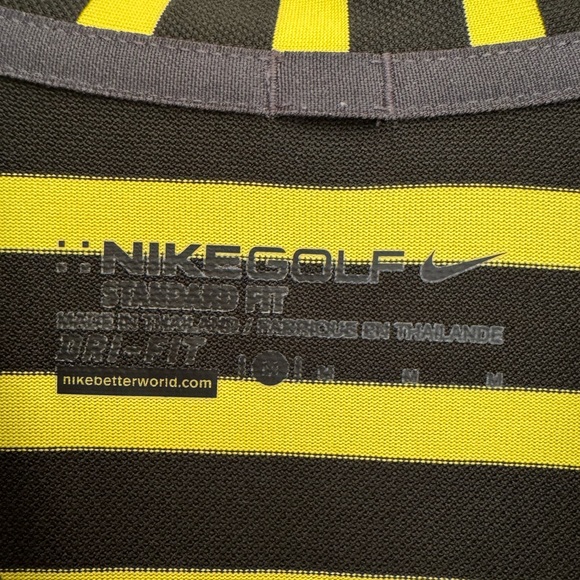 NIKEGOLF
STANDARD FIT
MADE IN THAILAND / FABRIQUE EN THAILANDE
DRI-FIT M M M M
nikebetterworld.com